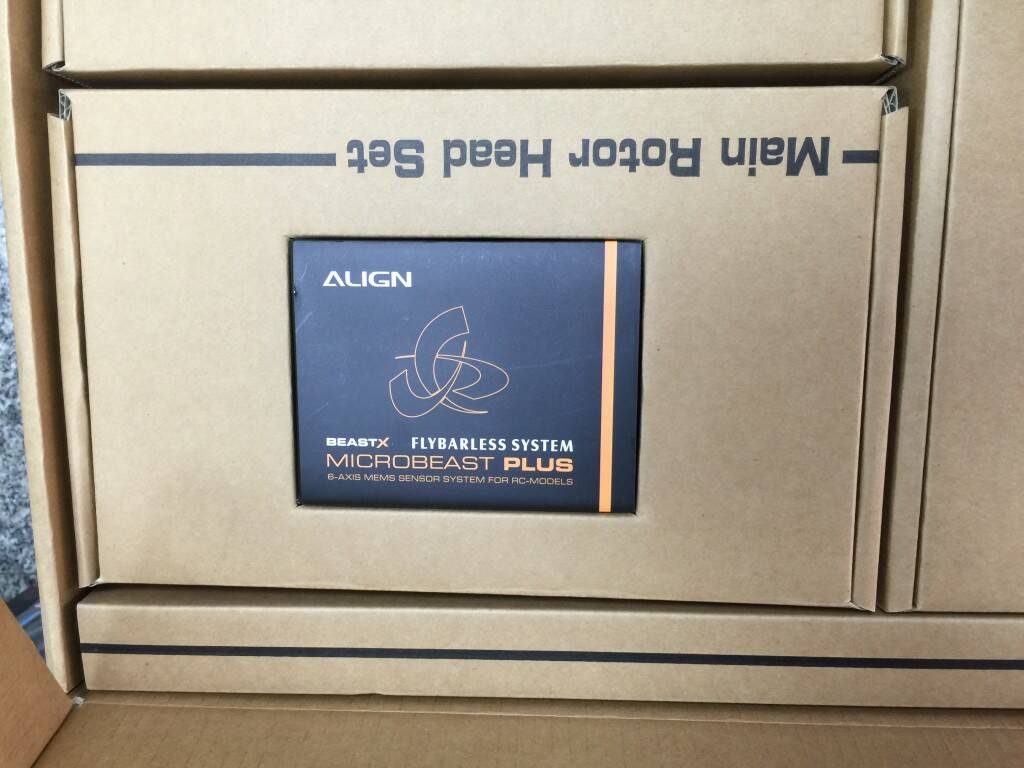 Main Rotor Head Set
ALIGN
BEASTX FLYBARLESS SYSTEM
MICROBEAST PLUS
6-AXIS MEMS SENSOR SYSTEM FOR RC-MODELS